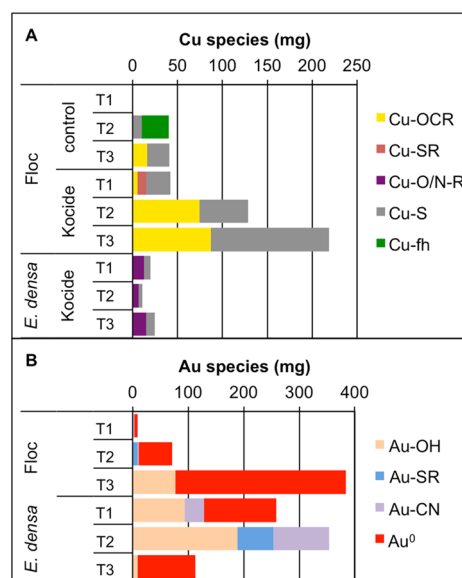 A
Cu species (mg)
0 50 100 150 200 250
Floc
control
T1
T2
T3
Kocide
T1
T2
T3
E. densa
Kocide
T1
T2
T3
Cu-OCR
Cu-SR
Cu-O/N-R
Cu-S
Cu-fh
B
Au species (mg)
0 100 200 300 400
Floc
T1
T2
T3
E. densa
T1
T2
T3
Au-OH
Au-SR
Au-CN
Au⁰